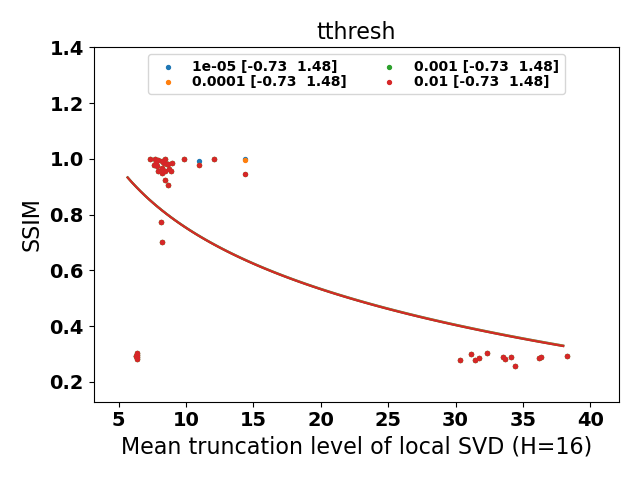 tthresh
1e-05 [-0.73  1.48]
0.0001 [-0.73  1.48]
0.001 [-0.73  1.48]
0.01 [-0.73  1.48]
SSIM
1.4
1.2
1.0
0.8
0.6
0.4
0.2
5 10 15 20 25 30 35 40
Mean truncation level of local SVD (H=16)